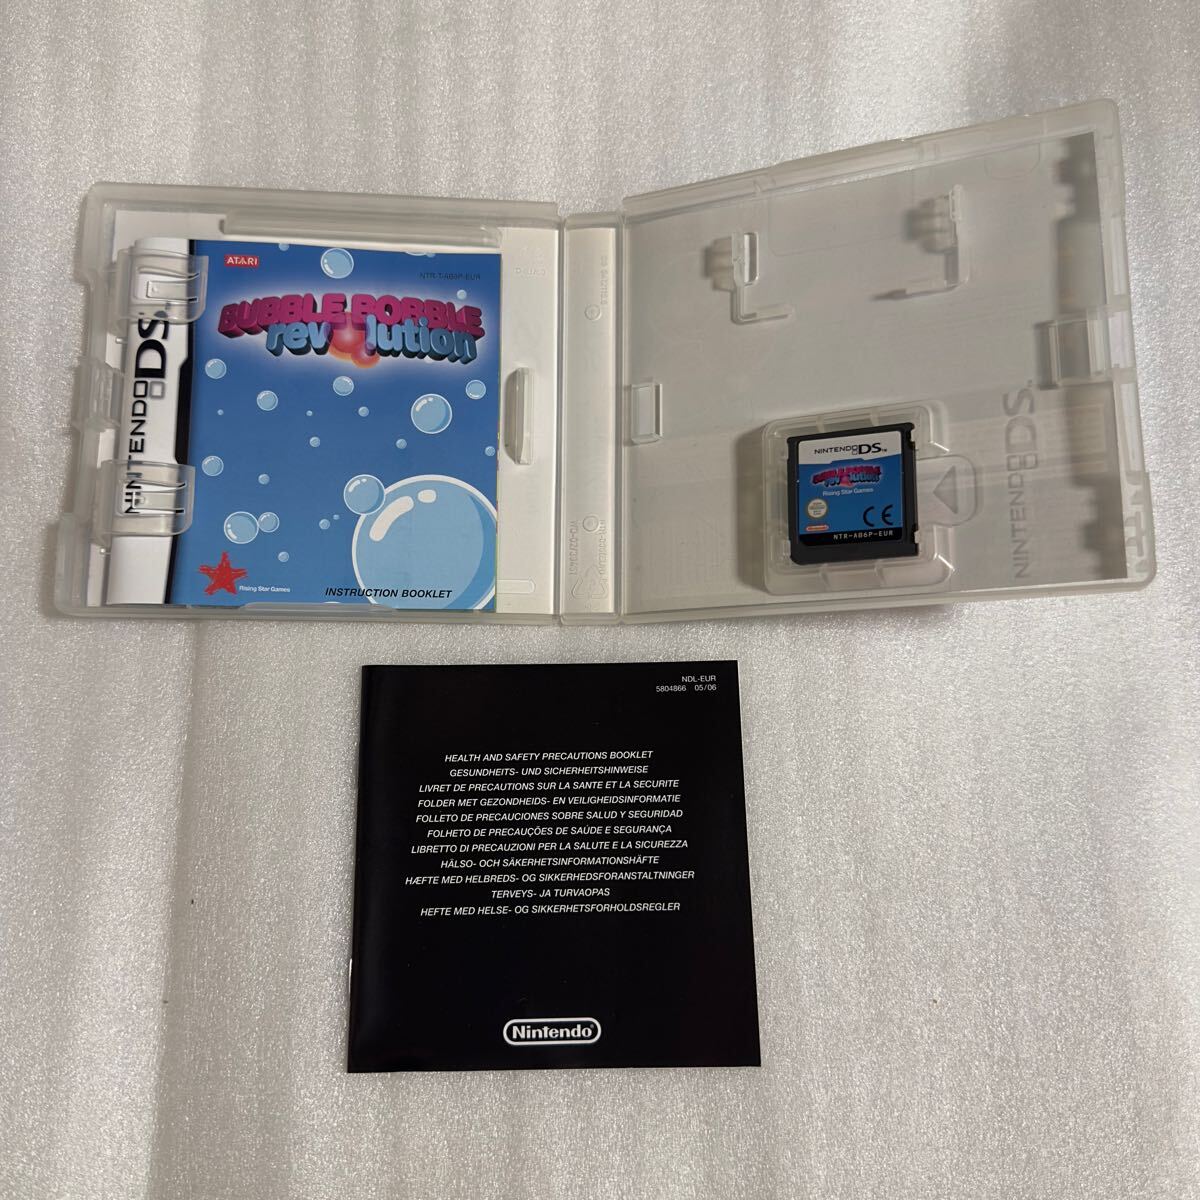 ATARI
NTR-T-AB6P-EUR
BUBBLE BOBBLE
revolution
NINTENDO DS
Rising Star Games
INSTRUCTION BOOKLET
NINTENDO DS™
BUBBLE BOBBLE
revolution
Rising Star Games
Nintendo
CE
NTR-AB6P-EUR
NINTENDO DS™
NDL-EUR
5804866 05/06
HEALTH AND SAFETY PRECAUTIONS BOOKLET
GESUNDHEITS- UND SICHERHEITSHINWEISE
LIVRET DE PRECAUTIONS SUR LA SANTE ET LA SECURITE
FOLDER MET GEZONDHEIDS- EN VEILIGHEIDSINFORMATIE
FOLLETO DE PRECAUCIONES SOBRE SALUD Y SEGURIDAD
FOLHETO DE PRECAUÇÕES DE SAÚDE E SEGURANÇA
LIBRETTO DI PRECAUZIONI PER LA SALUTE E LA SICUREZZA
HÄLSO- OCH SÄKERHETSINFORMATIONSHÄFTE
HÆFTE MED HELBREDS- OG SIKKERHEDSFORANSTALTNINGER
TERVEYS- JA TURVAOPAS
HEFTE MED HELSE- OG SIKKERHETSFORHOLDSREGLER
Nintendo